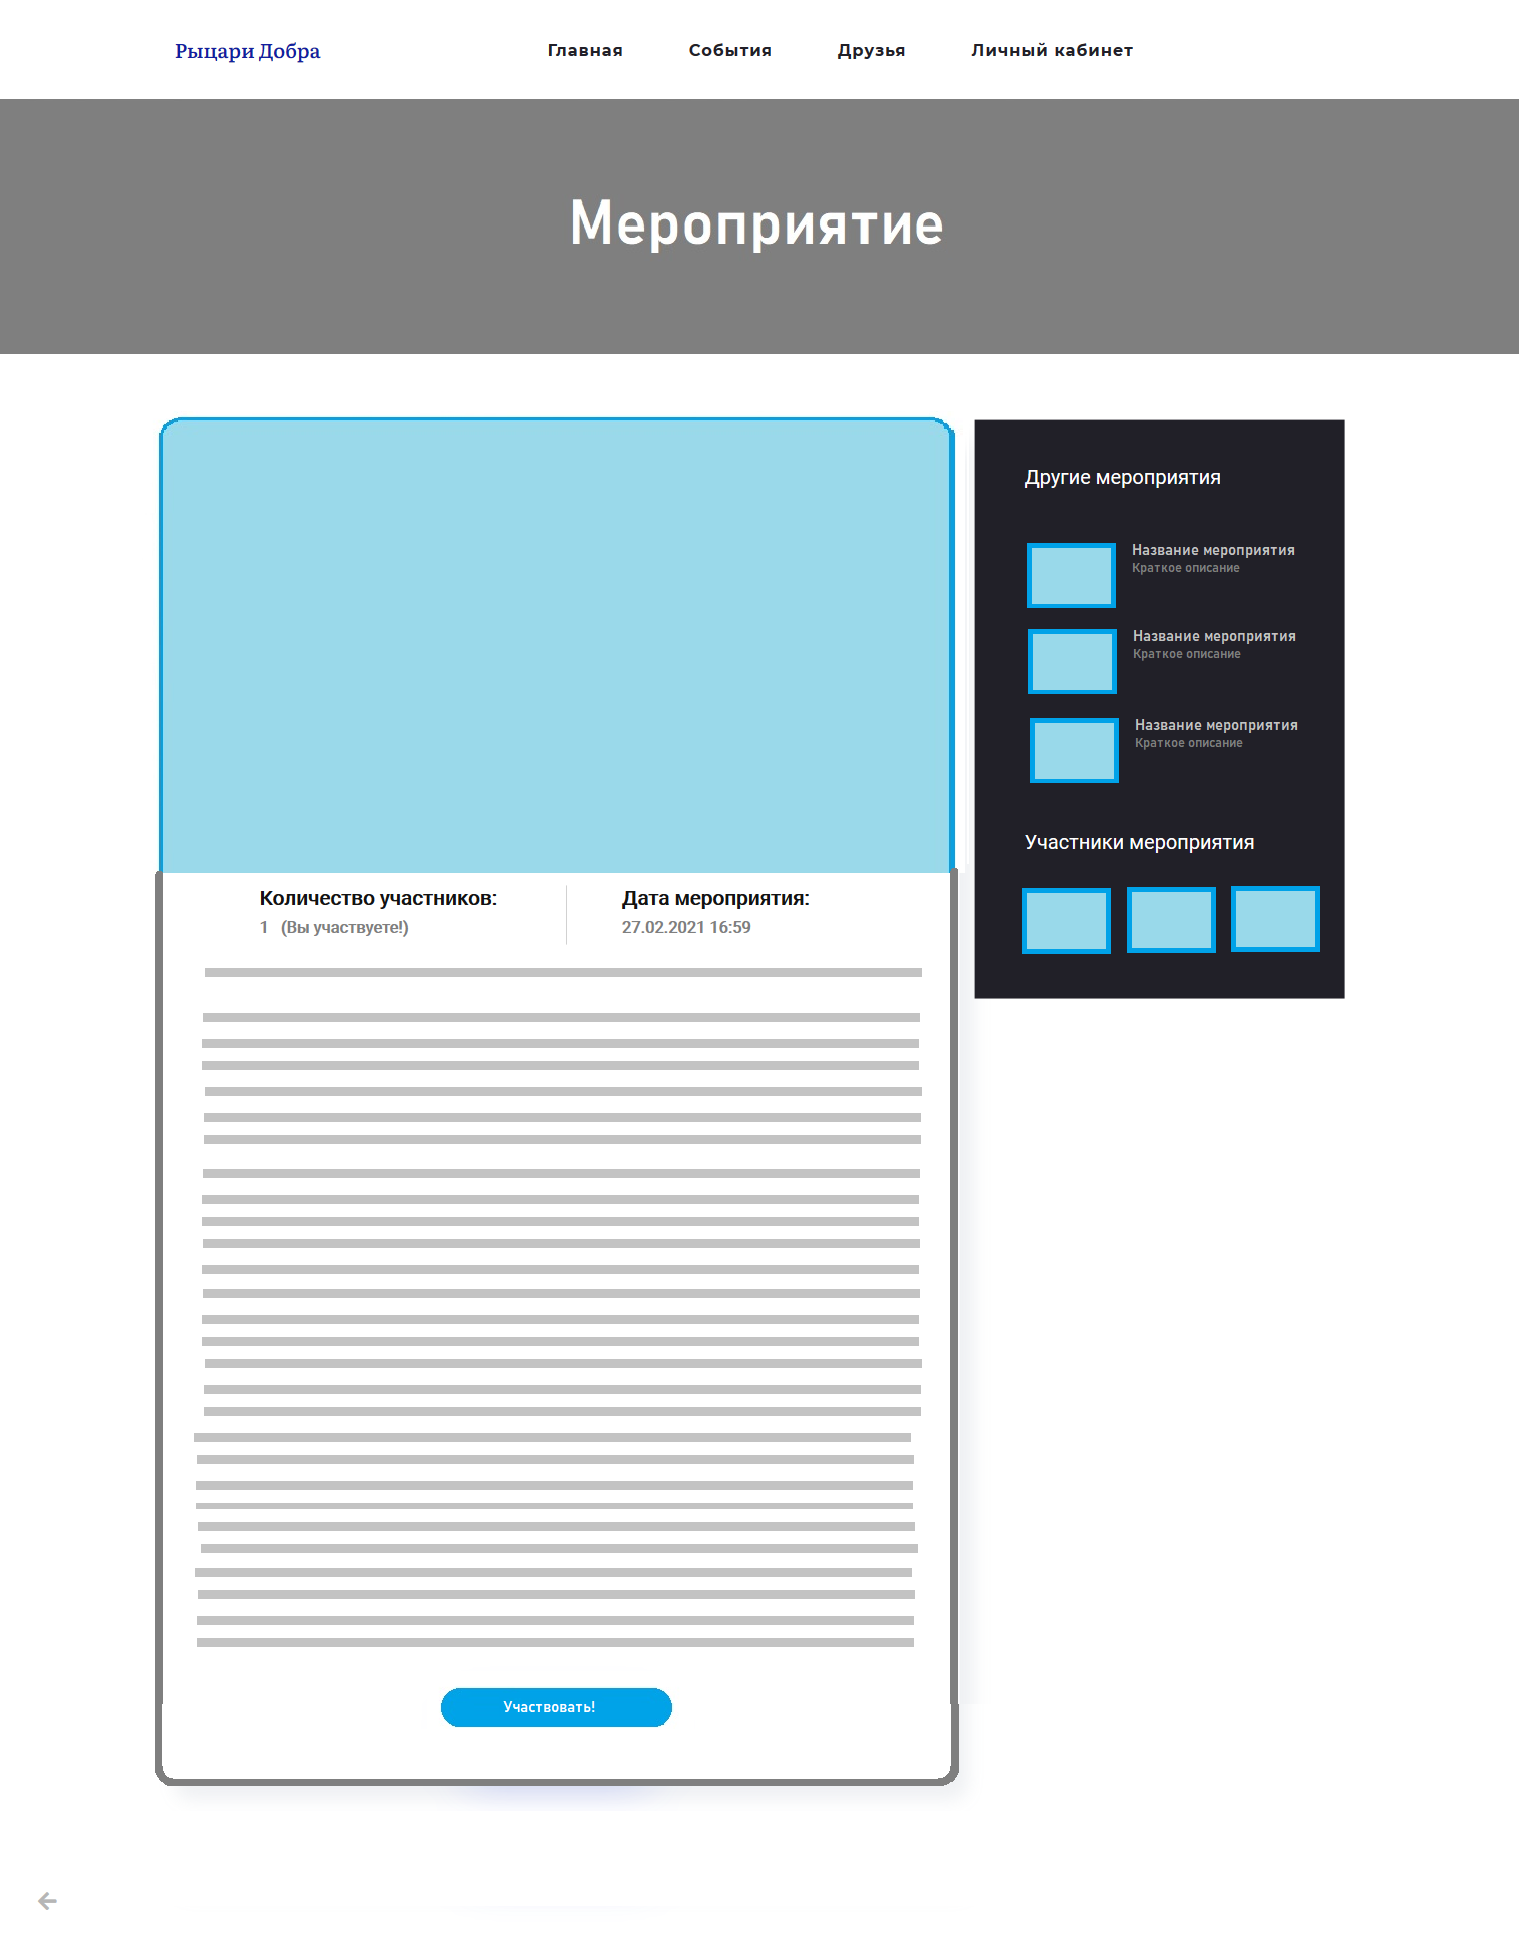 Рыцари Добра
Главная
События
Друзья
Личный кабинет
Мероприятие
Количество участников:
1 (Вы участвуете!)
Дата мероприятия:
27.02.2021 16:59
Участвовать!
Другие мероприятия
Название мероприятия
Краткое описание
Название мероприятия
Краткое описание
Название мероприятия
Краткое описание
Участники мероприятия